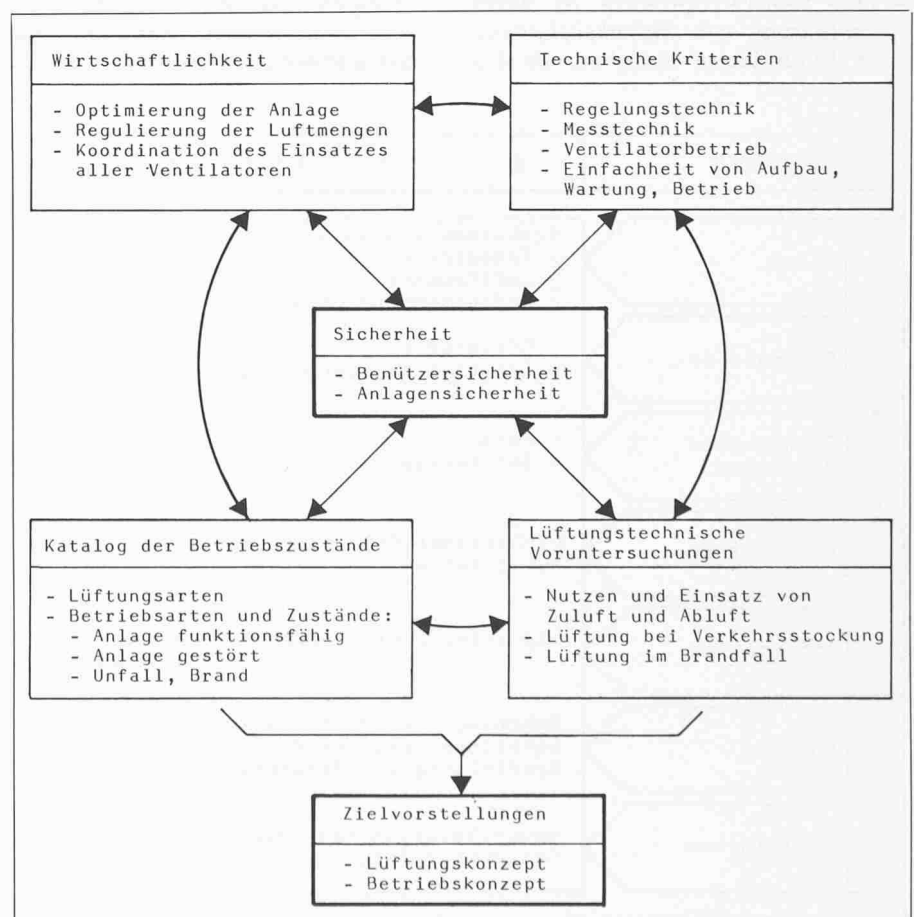 Wirtschaftlichkeit
- Optimierung der Anlage
- Regulierung der Luftmengen
- Koordination des Einsatzes
aller Ventilatoren
Technische Kriterien
- Regelungstechnik
- Messtechnik
- Ventilatorbetrieb
- Einfachheit von Aufbau,
Wartung, Betrieb
Sicherheit
- Benützersicherheit
- Anlagensicherheit
Katalog der Betriebszustände
- Lüftungsarten
- Betriebsarten und Zustände:
- Anlage funktionsfähig
- Anlage gestört
- Unfall, Brand
Lüftungstechnische
Voruntersuchungen
- Nutzen und Einsatz von
Zuluft und Abluft
- Lüftung bei Verkehrsstockung
- Lüftung im Brandfall
Zielvorstellungen
- Lüftungskonzept
- Betriebskonzept